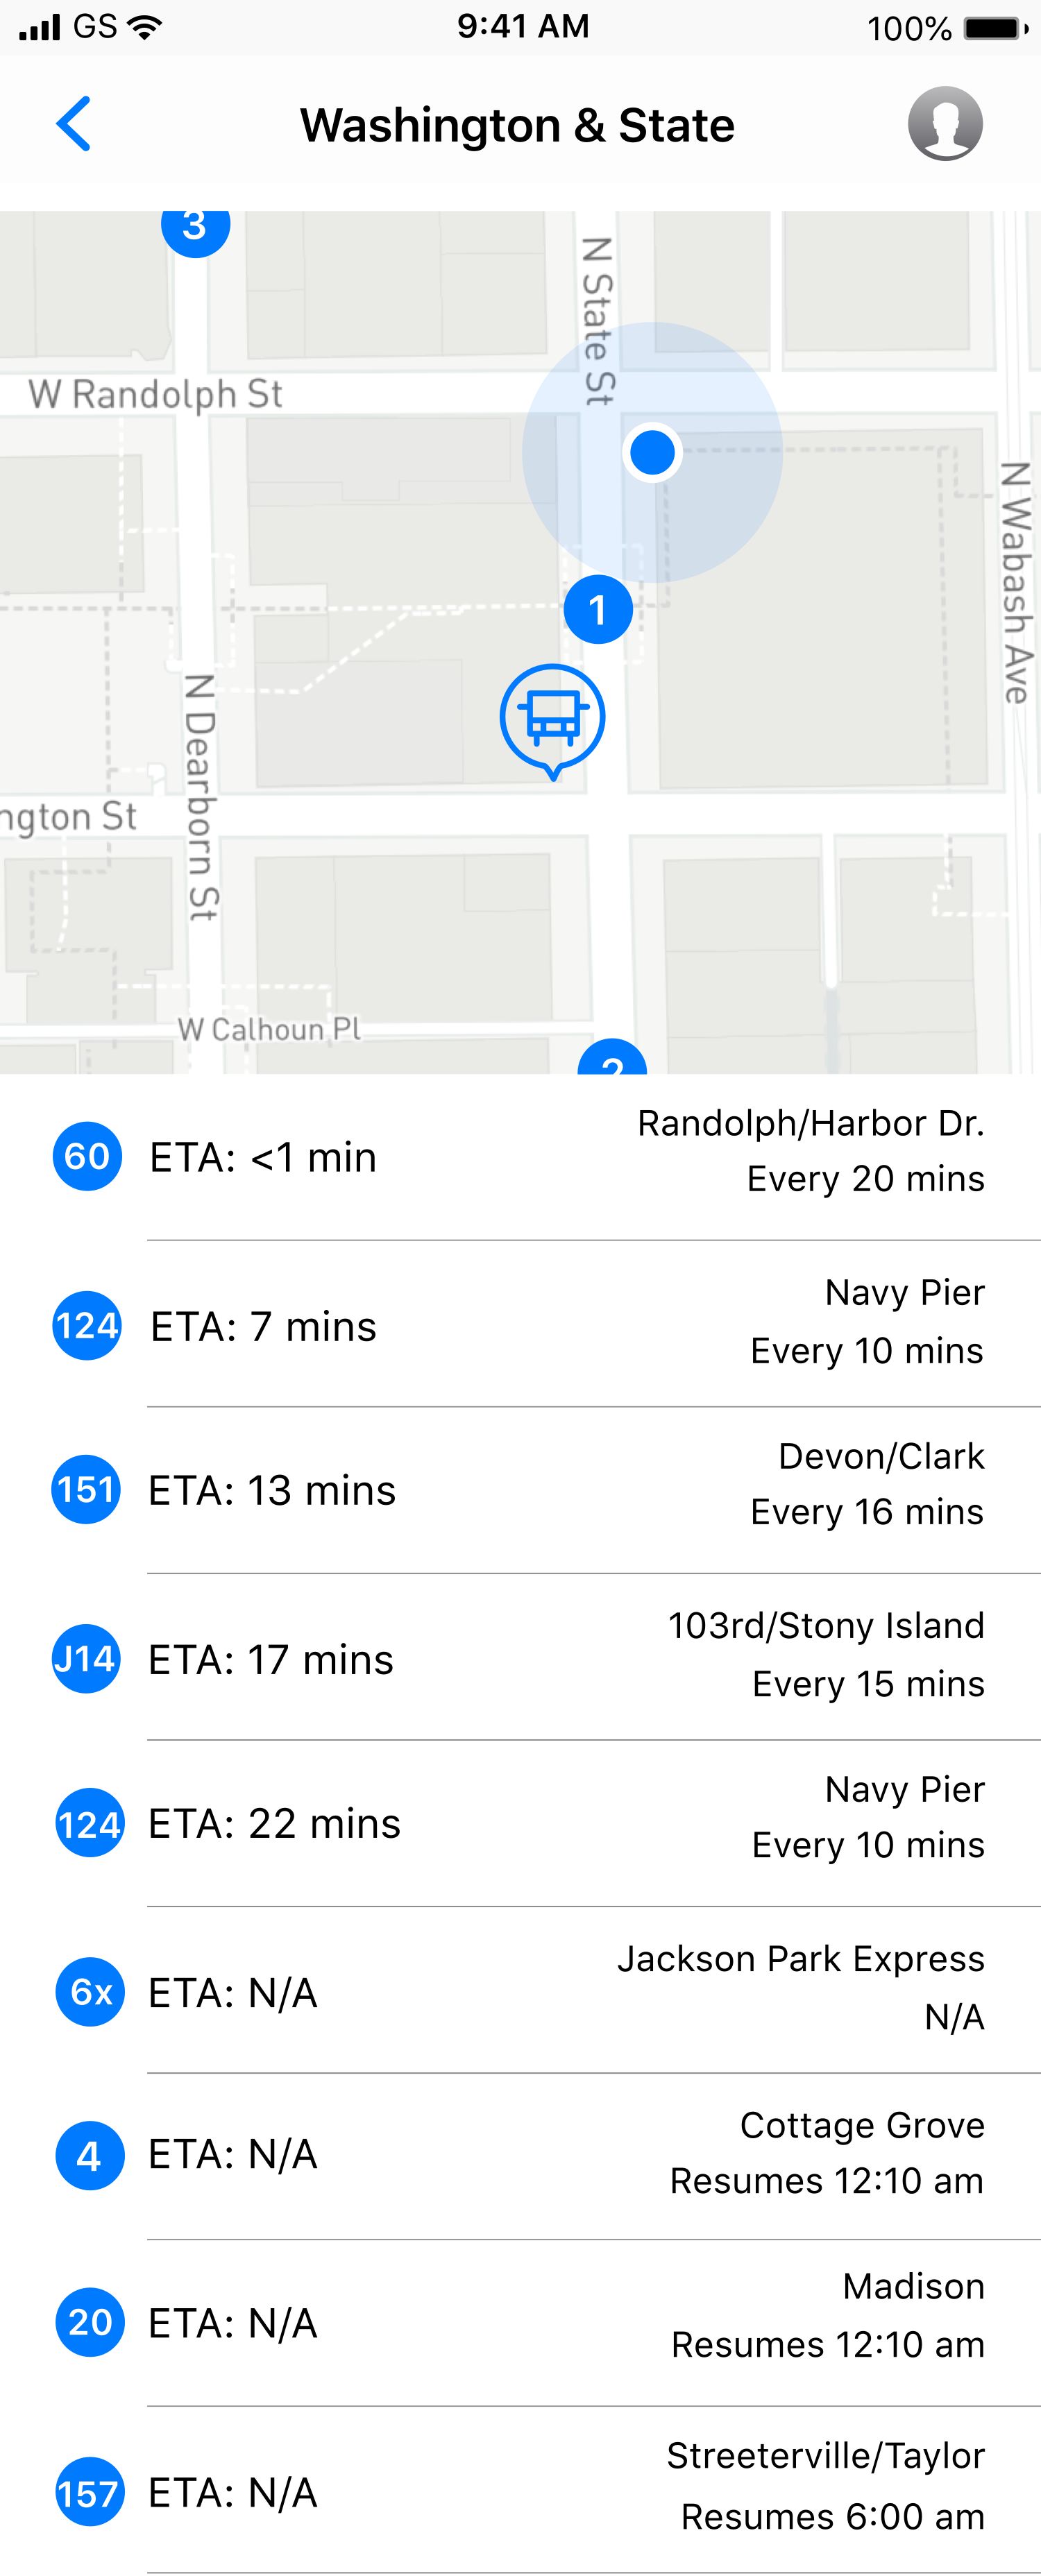 GS 9:41 AM 100%
Washington & State
3
N State St
W Randolph St
N Wabash Ave
1
N Dearborn St
ngton St
W Calhoun Pl
2
60 ETA: <1 min Randolph/Harbor Dr.
Every 20 mins
124 ETA: 7 mins Navy Pier
Every 10 mins
151 ETA: 13 mins Devon/Clark
Every 16 mins
J14 ETA: 17 mins 103rd/Stony Island
Every 15 mins
124 ETA: 22 mins Navy Pier
Every 10 mins
6x ETA: N/A Jackson Park Express
N/A
4 ETA: N/A Cottage Grove
Resumes 12:10 am
20 ETA: N/A Madison
Resumes 12:10 am
157 ETA: N/A Streeterville/Taylor
Resumes 6:00 am